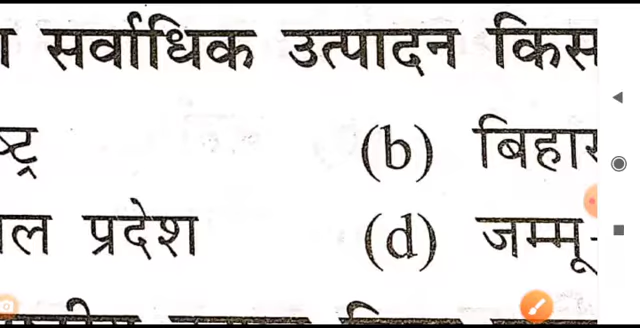 सर्वाधिक उत्पादन किस
(b) बिहार
ल प्रदेश (d) जम्मू-